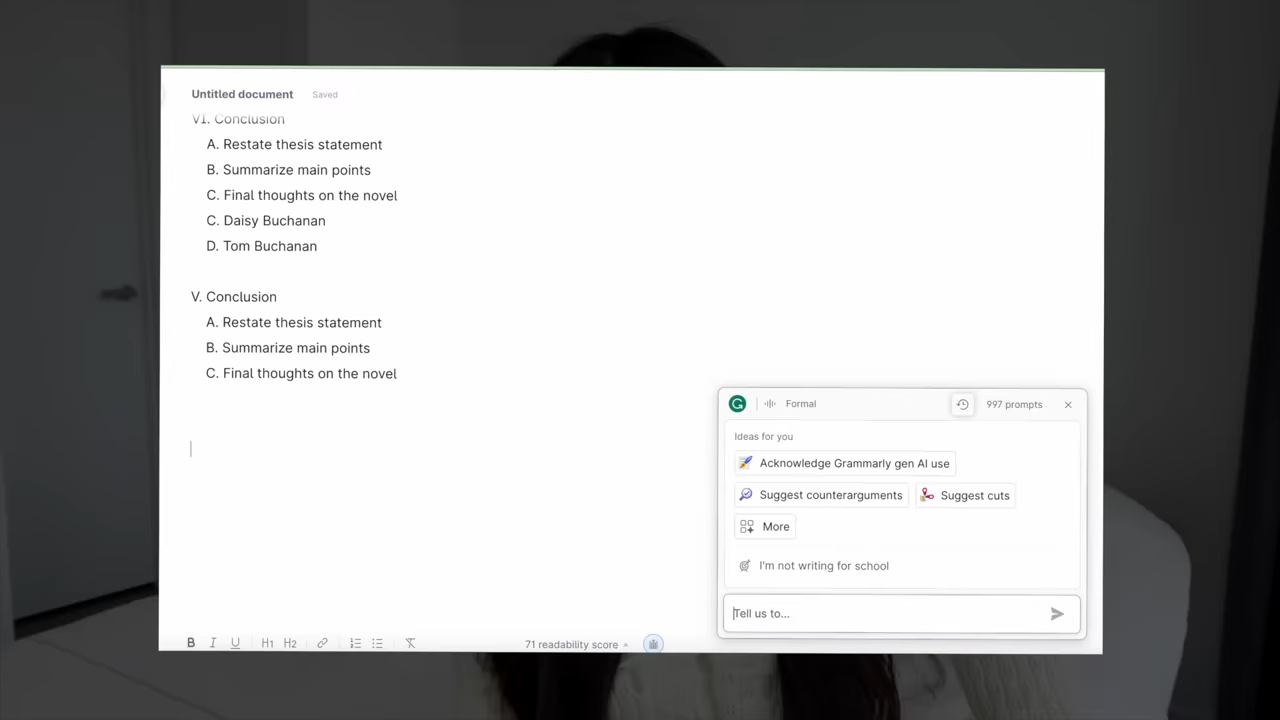 Untitled document Saved
VI. Conclusion
A. Restate thesis statement
B. Summarize main points
C. Final thoughts on the novel
C. Daisy Buchanan
D. Tom Buchanan
V. Conclusion
A. Restate thesis statement
B. Summarize main points
C. Final thoughts on the novel
Formal 997 prompts
Ideas for you
Acknowledge Grammarly gen AI use
Suggest counterarguments Suggest cuts
More
I'm not writing for school
Tell us to...
B I U H1 H2 71 readability score